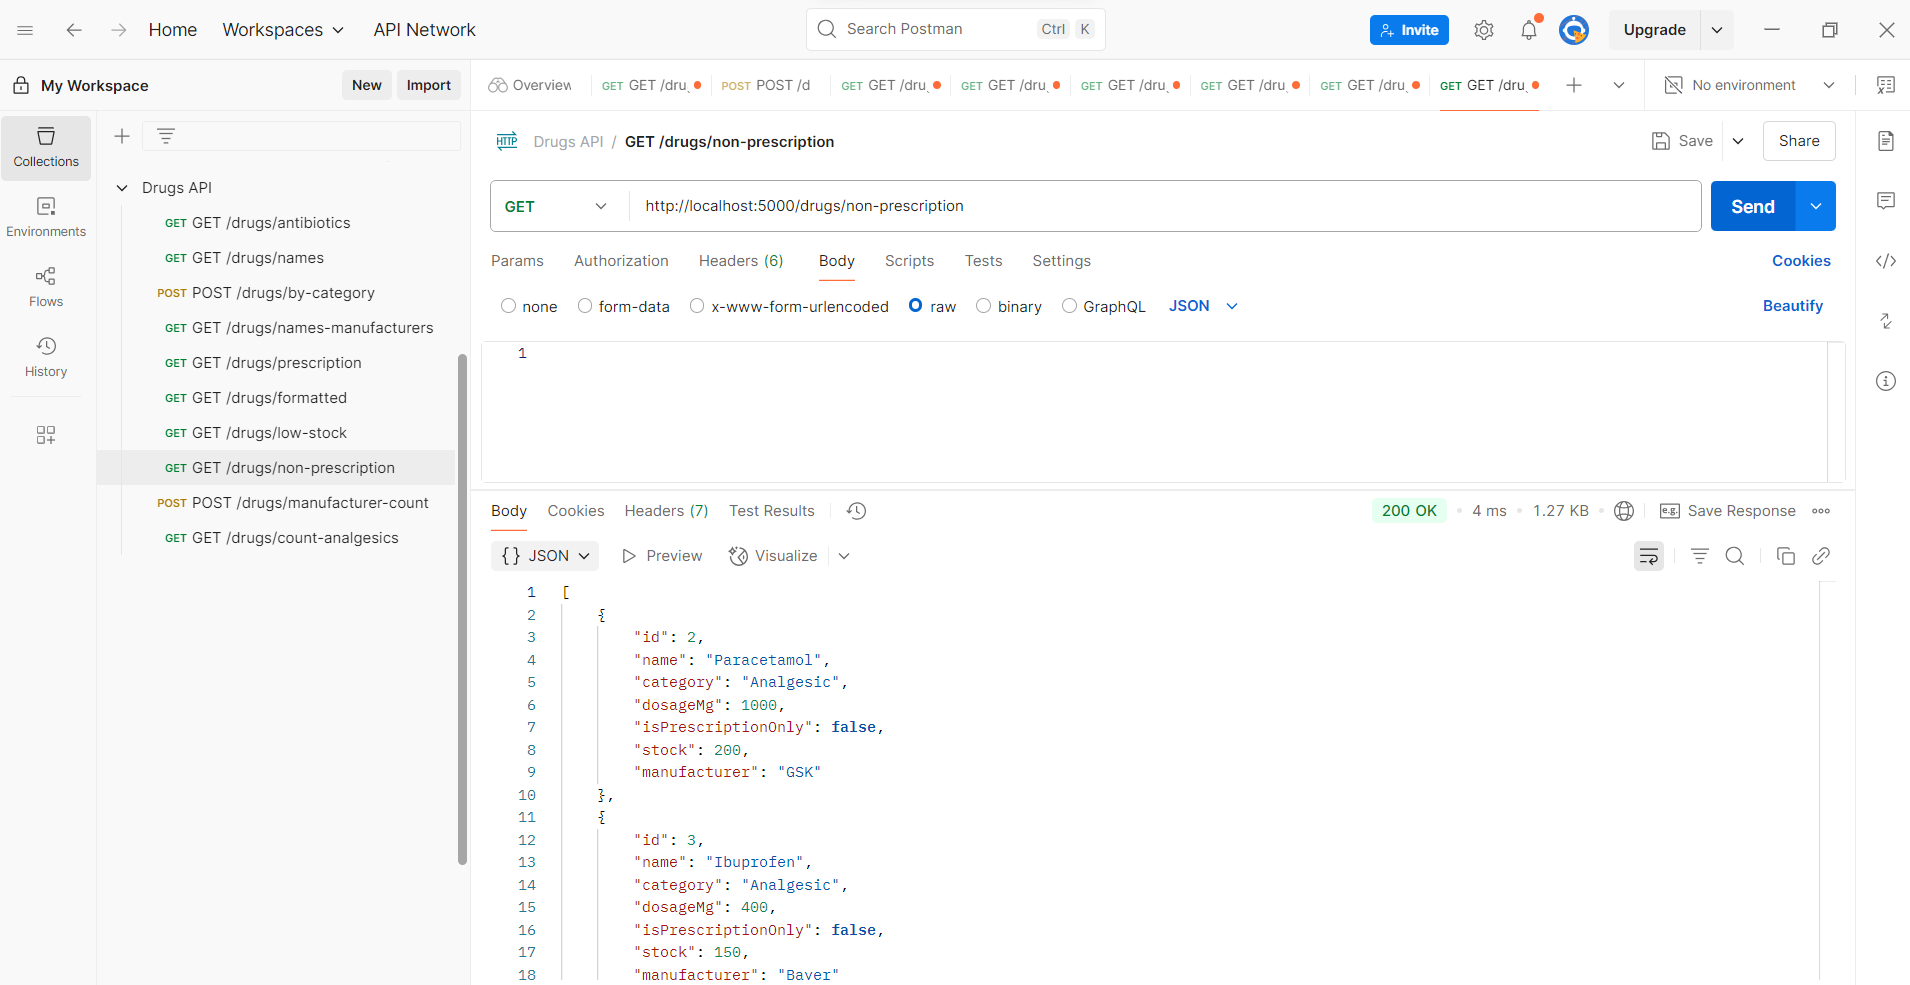 Home Workspaces API Network Search Postman Ctrl K Invite Upgrade
My Workspace New Import Overview GET GET /dru POST POST /d GET GET /dru GET GET /dru GET GET /dru GET GET /dru GET GET /dru GET GET /dru No environment
Collections
Environments
Flows
History
Drugs API
GET GET /drugs/antibiotics
GET GET /drugs/names
POST POST /drugs/by-category
GET GET /drugs/names-manufacturers
GET GET /drugs/prescription
GET GET /drugs/formatted
GET GET /drugs/low-stock
GET GET /drugs/non-prescription
POST POST /drugs/manufacturer-count
GET GET /drugs/count-analgesics
HTTP Drugs API / GET /drugs/non-prescription Save Share
GET http://localhost:5000/drugs/non-prescription Send
Params Authorization Headers (6) Body Scripts Tests Settings Cookies
none form-data x-www-form-urlencoded raw binary GraphQL JSON Beautify
1
Body Cookies Headers (7) Test Results 200 OK • 4 ms • 1.27 KB • e.g. Save Response
{} JSON Preview Visualize
1 [
2 {
3 "id": 2,
4 "name": "Paracetamol",
5 "category": "Analgesic",
6 "dosageMg": 1000,
7 "isPrescriptionOnly": false,
8 "stock": 200,
9 "manufacturer": "GSK"
10 },
11 {
12 "id": 3,
13 "name": "Ibuprofen",
14 "category": "Analgesic",
15 "dosageMg": 400,
16 "isPrescriptionOnly": false,
17 "stock": 150,
18 "manufacturer": "Bayer"